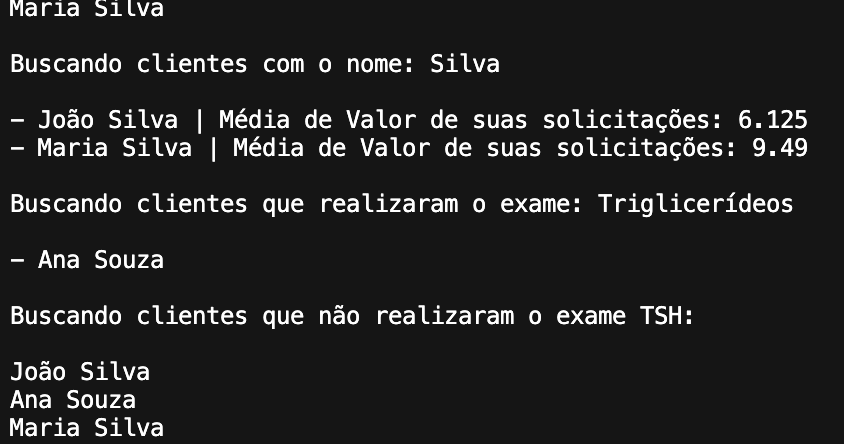 Maria Silva
Buscando clientes com o nome: Silva
- João Silva | Média de Valor de suas solicitações: 6.125
- Maria Silva | Média de Valor de suas solicitações: 9.49
Buscando clientes que realizaram o exame: Triglicerídeos
- Ana Souza
Buscando clientes que não realizaram o exame TSH:
João Silva
Ana Souza
Maria Silva